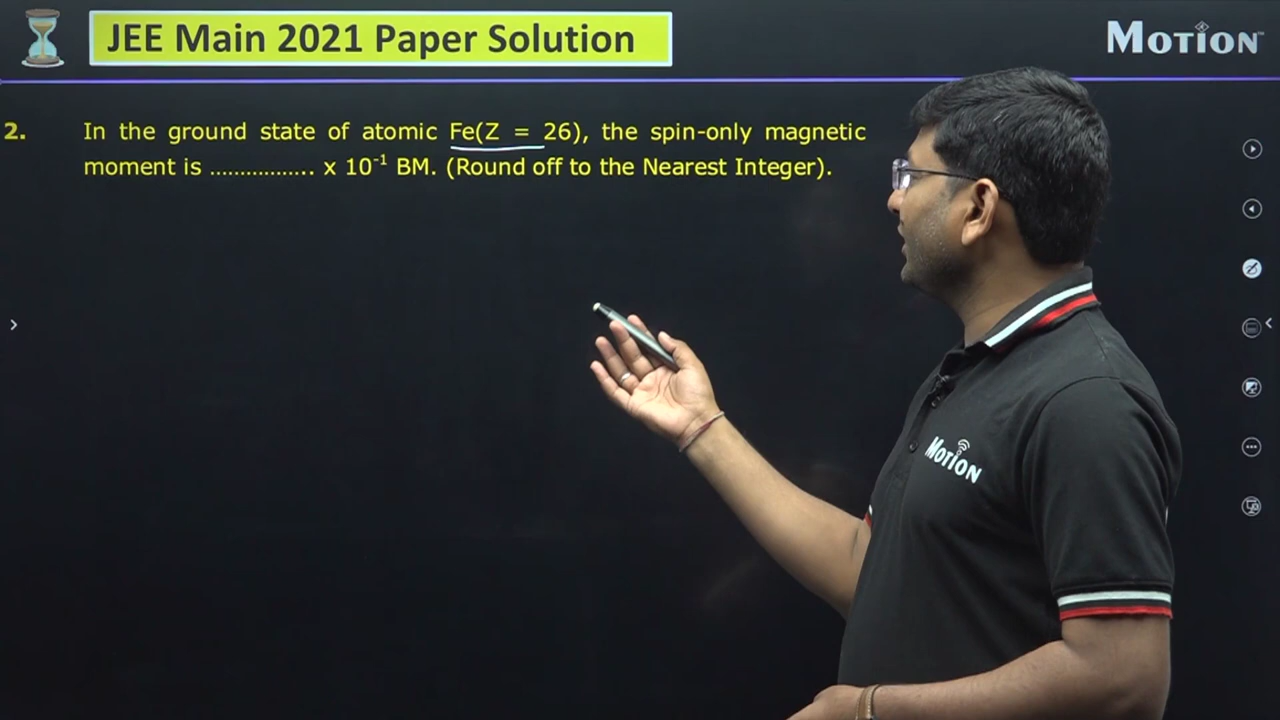 JEE Main 2021 Paper Solution
MOTION
2. In the ground state of atomic Fe(Z = 26), the spin-only magnetic
moment is ................. x 10⁻¹ BM. (Round off to the Nearest Integer).
MOTION